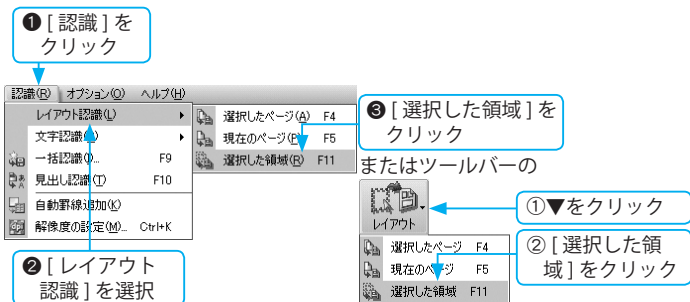 ❶ [ 認識 ] を
クリック
認識(R) オプション(O) ヘルプ(H)
レイアウト認識(L)
文字認識
一括認識(I)... F9
見出し認識(T) F10
自動罫線追加(K)
解像度の設定(M)... Ctrl+K
選択したページ(A) F4
現在のページ(P) F5
選択した領域(R) F11
❷ [ レイアウト
認識 ] を選択
❸ [ 選択した領域 ] を
クリック
またはツールバーの
レイアウト
①▼をクリック
選択したページ F4
現在のページ F5
選択した領域 F11
② [ 選択した領
域 ] をクリック